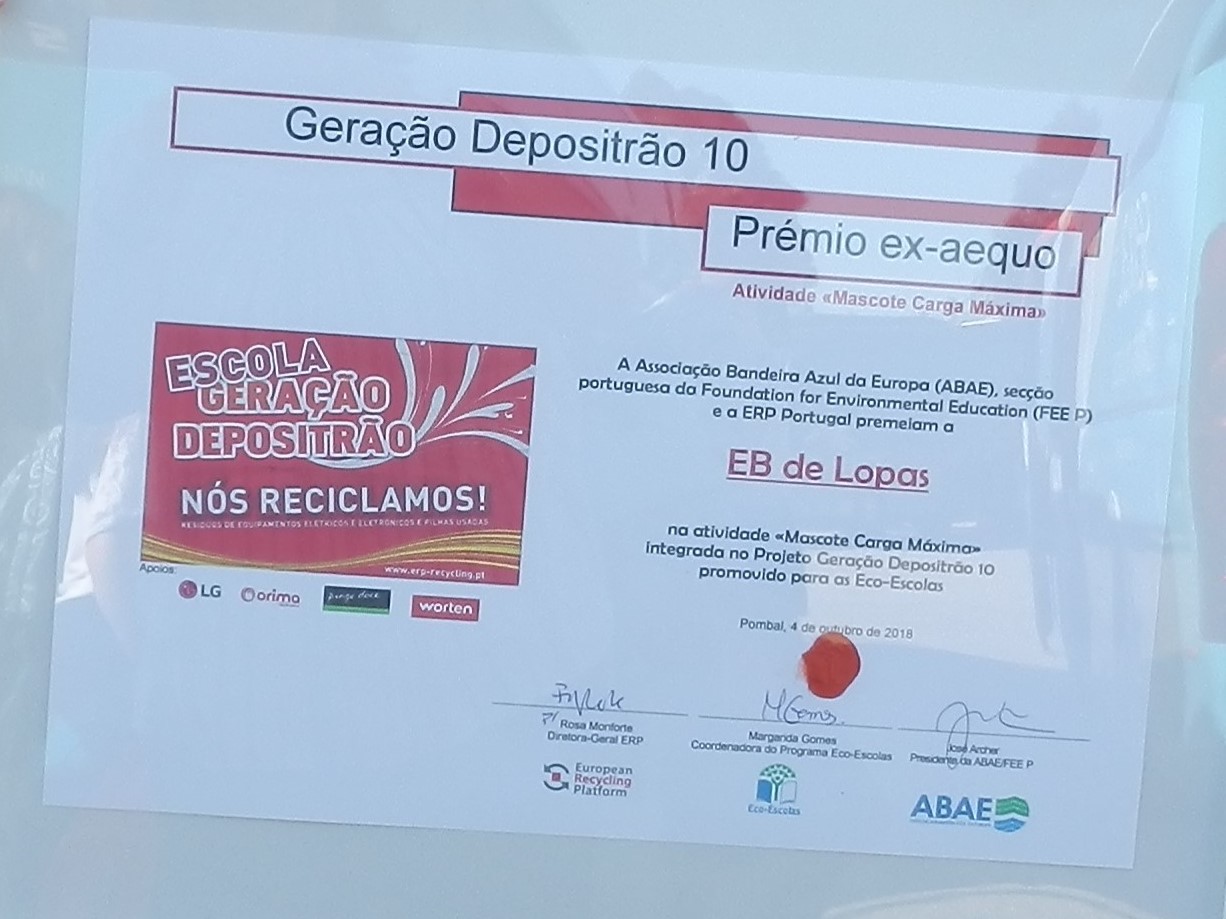 Geração Depositrão 10
Prémio ex-aequo
Atividade «Mascote Carga Máxima»
ESCOLA
GERAÇÃO
DEPOSITRÃO
NÓS RECICLAMOS!
RESÍDUOS DE EQUIPAMENTOS ELÉTRICOS E ELETRÓNICOS E PILHAS USADAS
www.erp-recycling.pt
Apoios:
LG orima pingo doce worten
A Associação Bandeira Azul da Europa (ABAE), secção
portuguesa da Foundation for Environmental Education (FEE P)
e a ERP Portugal premeiam a
EB de Lopas
na atividade «Mascote Carga Máxima»
integrada no Projeto Geração Depositrão 10
promovido para as Eco-Escolas
Pombal, 4 de outubro de 2018
P/ Rosa Monforte
Diretora-Geral ERP
MGomes
Margarida Gomes
Coordenadora do Programa Eco-Escolas
José Archer
Presidente da ABAE/FEE P
European
Recycling
Platform
Eco-Escolas
ABAE